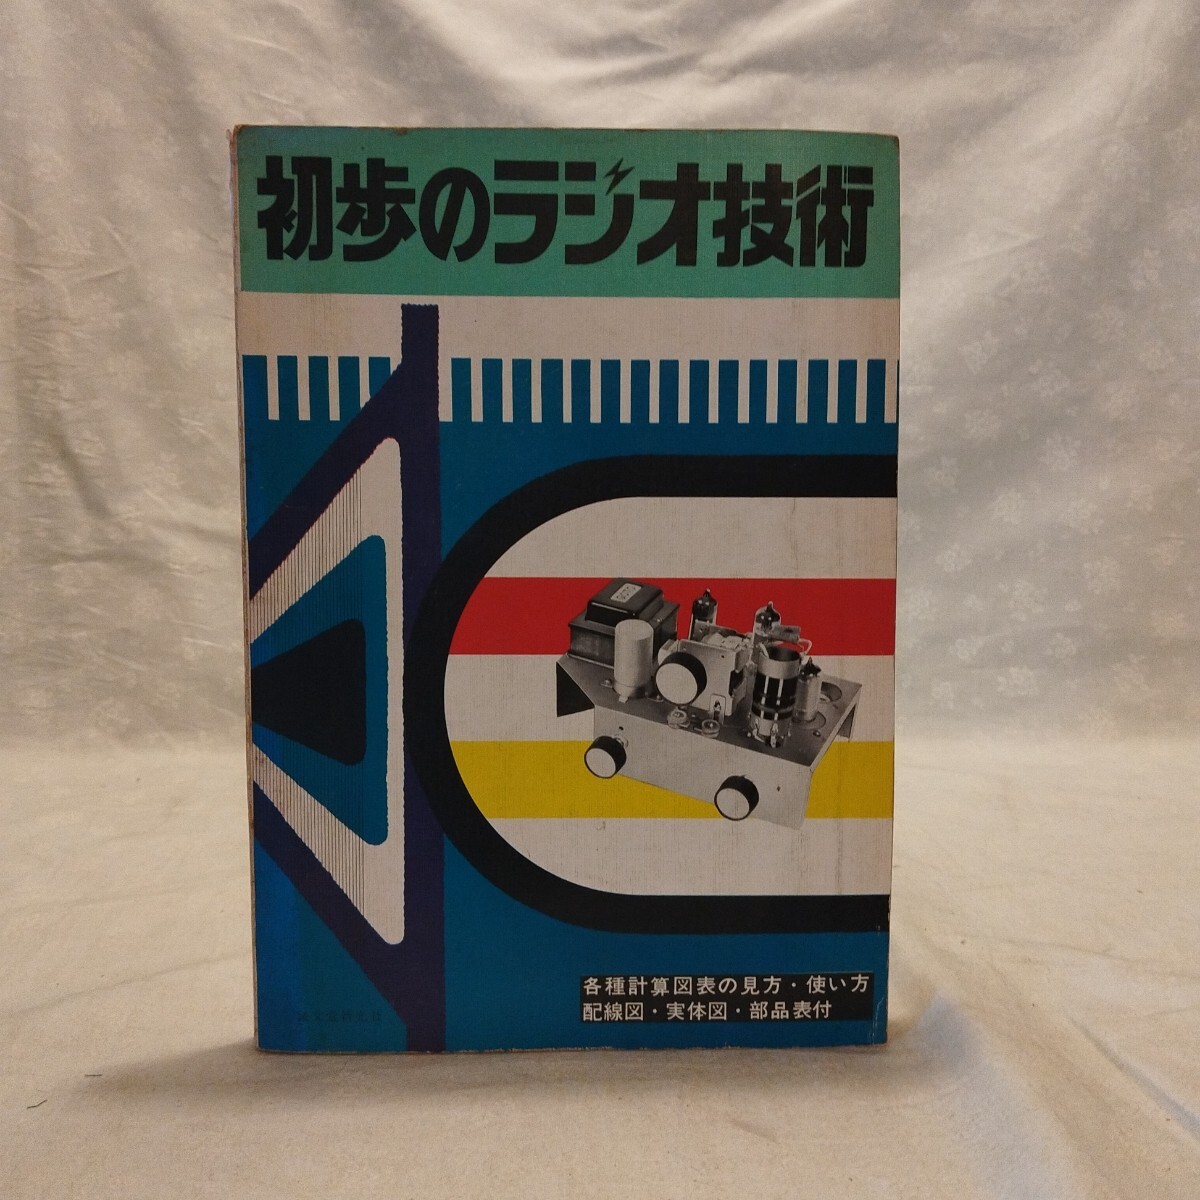 初歩のラジオ技術
各種計算図表の見方・使い方
配線図・実体図・部品表付